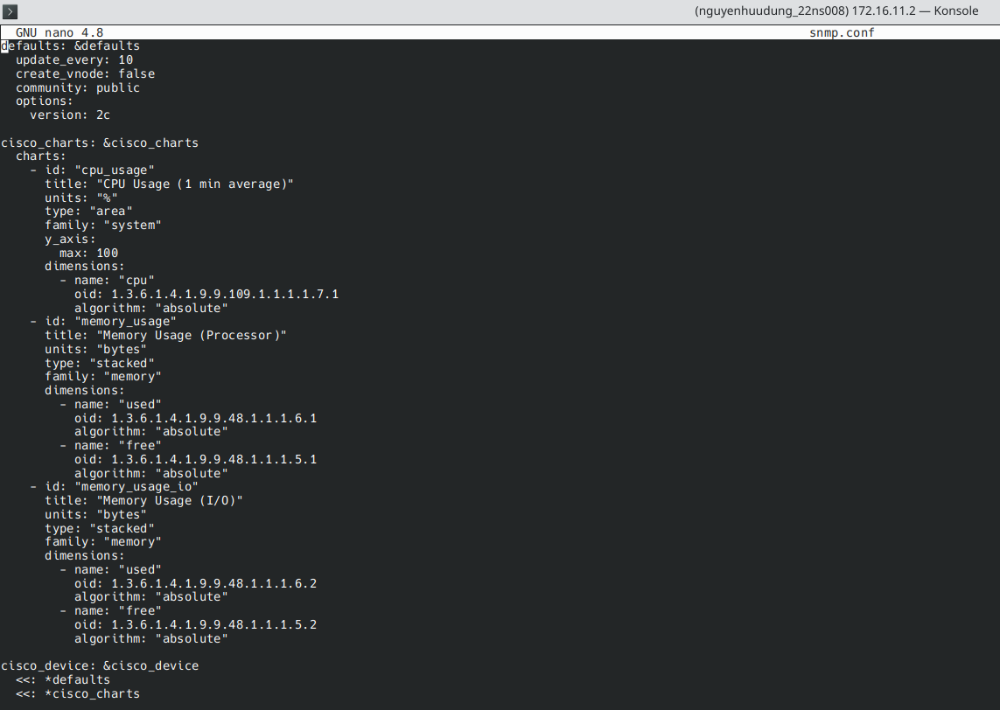 (nguyenhuudung_22ns008) 172.16.11.2 — Konsole
GNU nano 4.8 snmp.conf
defaults: &defaults
  update_every: 10
  create_vnode: false
  community: public
  options:
    version: 2c

cisco_charts: &cisco_charts
  charts:
    - id: "cpu_usage"
      title: "CPU Usage (1 min average)"
      units: "%"
      type: "area"
      family: "system"
      y_axis:
        max: 100
      dimensions:
        - name: "cpu"
          oid: 1.3.6.1.4.1.9.9.109.1.1.1.1.7.1
          algorithm: "absolute"
    - id: "memory_usage"
      title: "Memory Usage (Processor)"
      units: "bytes"
      type: "stacked"
      family: "memory"
      dimensions:
        - name: "used"
          oid: 1.3.6.1.4.1.9.9.48.1.1.1.6.1
          algorithm: "absolute"
        - name: "free"
          oid: 1.3.6.1.4.1.9.9.48.1.1.1.5.1
          algorithm: "absolute"
    - id: "memory_usage_io"
      title: "Memory Usage (I/O)"
      units: "bytes"
      type: "stacked"
      family: "memory"
      dimensions:
        - name: "used"
          oid: 1.3.6.1.4.1.9.9.48.1.1.1.6.2
          algorithm: "absolute"
        - name: "free"
          oid: 1.3.6.1.4.1.9.9.48.1.1.1.5.2
          algorithm: "absolute"

cisco_device: &cisco_device
  <<: *defaults
  <<: *cisco_charts